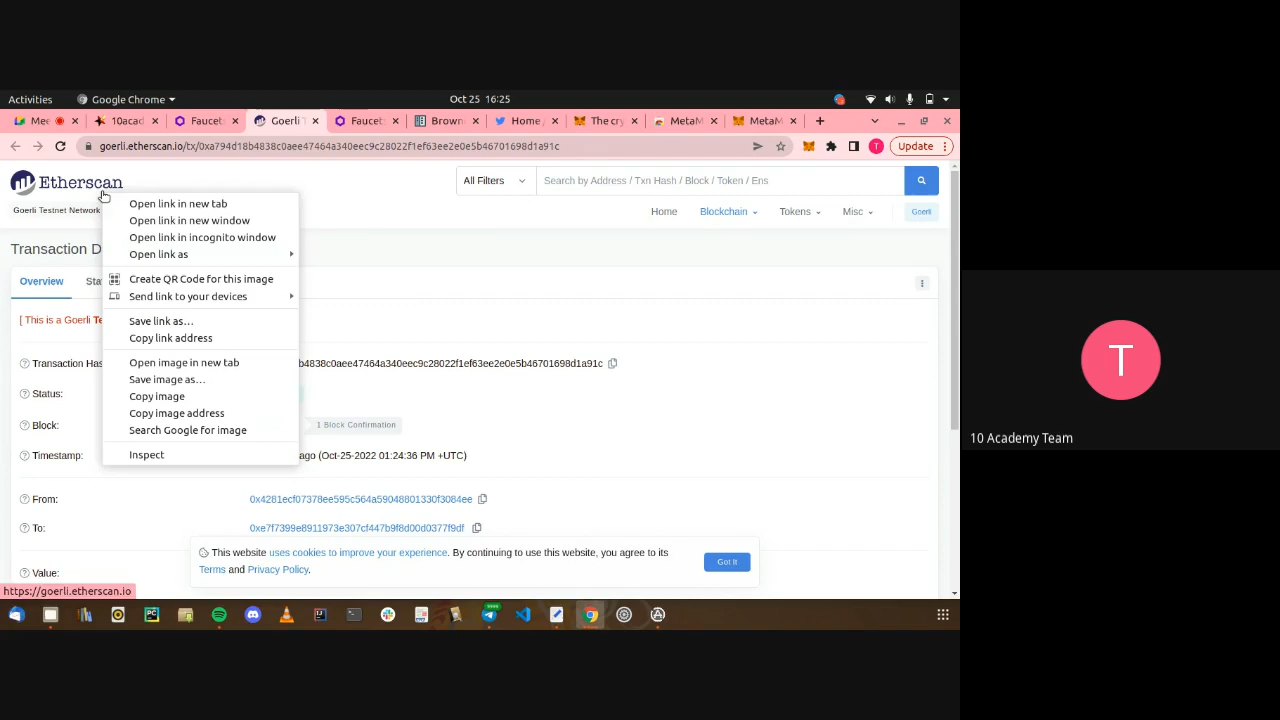 Activities
Google Chrome
Oct 25 16:25
Mee
10acad
Faucet
Goerli T
Faucet
Brown
Home /
The cry
MetaM
MetaM
goerli.etherscan.io/tx/0xa794d18b4838c0aee47464a340eec9c28022f1ef63ee2e0e5b46701698d1a91c
T
Update
Etherscan
Goerli Testnet Network
All Filters
Search by Address / Txn Hash / Block / Token / Ens
Home
Blockchain
Tokens
Misc
Goerli
Open link in new tab
Open link in new window
Open link in incognito window
Open link as
Create QR Code for this image
Send link to your devices
Save link as…
Copy link address
Open image in new tab
Save image as…
Copy image
Copy image address
Search Google for image
Inspect
Transaction D
Overview
Sta
[ This is a Goerli Te
Transaction Has
b4838c0aee47464a340eec9c28022f1ef63ee2e0e5b46701698d1a91c
Status:
Block:
1 Block Confirmation
Timestamp:
ago (Oct-25-2022 01:24:36 PM +UTC)
From:
0x4281ecf07378ee595c564a59048801330f3084ee
To:
0xe7f7399e8911973e307cf447b9f8d00d0377f9df
Value:
This website uses cookies to improve your experience. By continuing to use this website, you agree to its
Terms and Privacy Policy.
Got It
https://goerli.etherscan.io
T
10 Academy Team